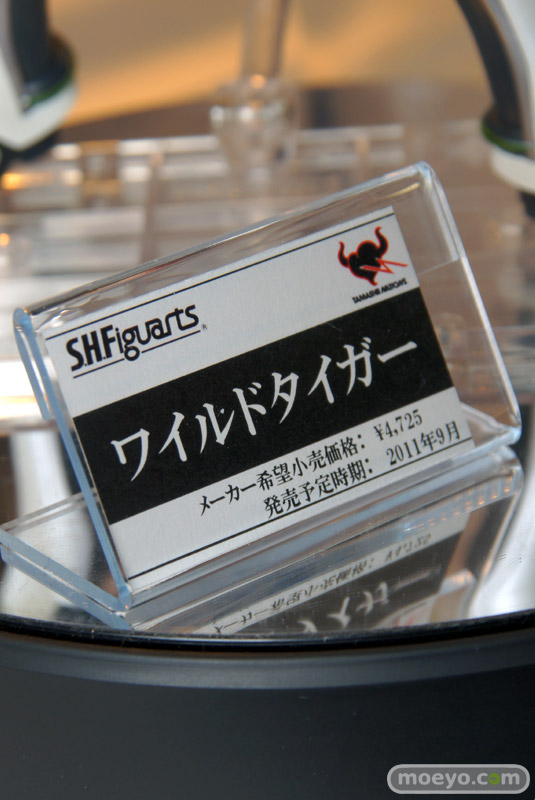 S.H.Figuarts®
TAMASHII NATIONS
ワイルドタイガー
メーカー希望小売価格： ¥4,725
発売予定時期： 2011年9月
moeyo.com